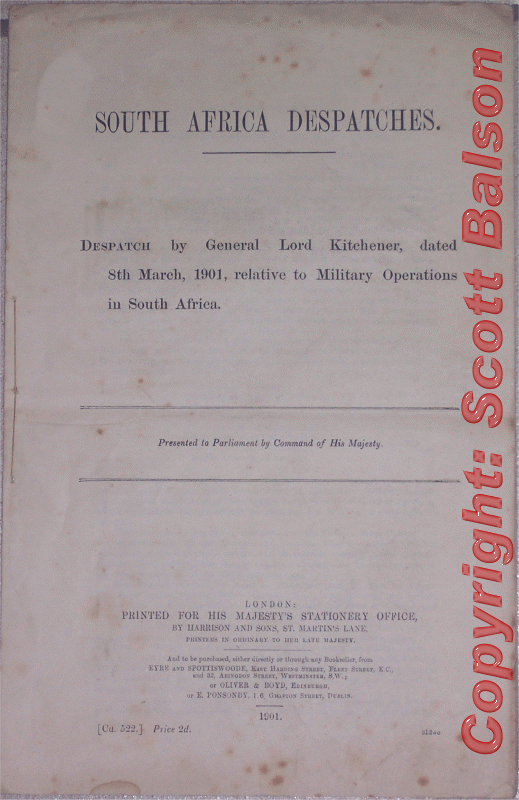 SOUTH AFRICA DESPATCHES.
DESPATCH by General Lord Kitchener, dated
8th March, 1901, relative to Military Operations
in South Africa.
Presented to Parliament by Command of His Majesty.
LONDON:
PRINTED FOR HIS MAJESTY'S STATIONERY OFFICE,
BY HARRISON AND SONS, ST. MARTIN'S LANE,
PRINTERS IN ORDINARY TO HER LATE MAJESTY.
And to be purchased, either directly or through any Bookseller, from
EYRE AND SPOTTISWOODE, EAST HARDING STREET, FLEET STREET, E.C.,
and 32, ABINGDON STREET, WESTMINSTER, S.W.;
or OLIVER & BOYD, EDINBURGH,
or E. PONSONBY, 116, GRAFTON STREET, DUBLIN.
1901.
[Cd. 522.] Price 2d.
Copyright: Scott Balson